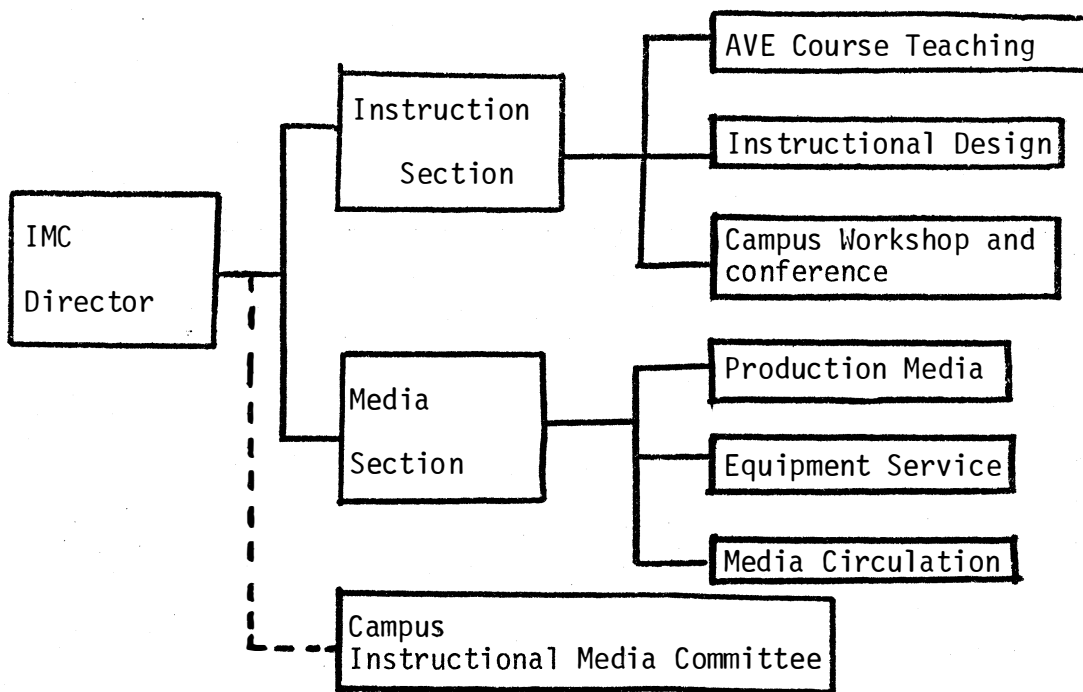 IMC
Director
Instruction
Section
AVE Course Teaching
Instructional Design
Campus Workshop and
conference
Media
Section
Production Media
Equipment Service
Media Circulation
Campus
Instructional Media Committee